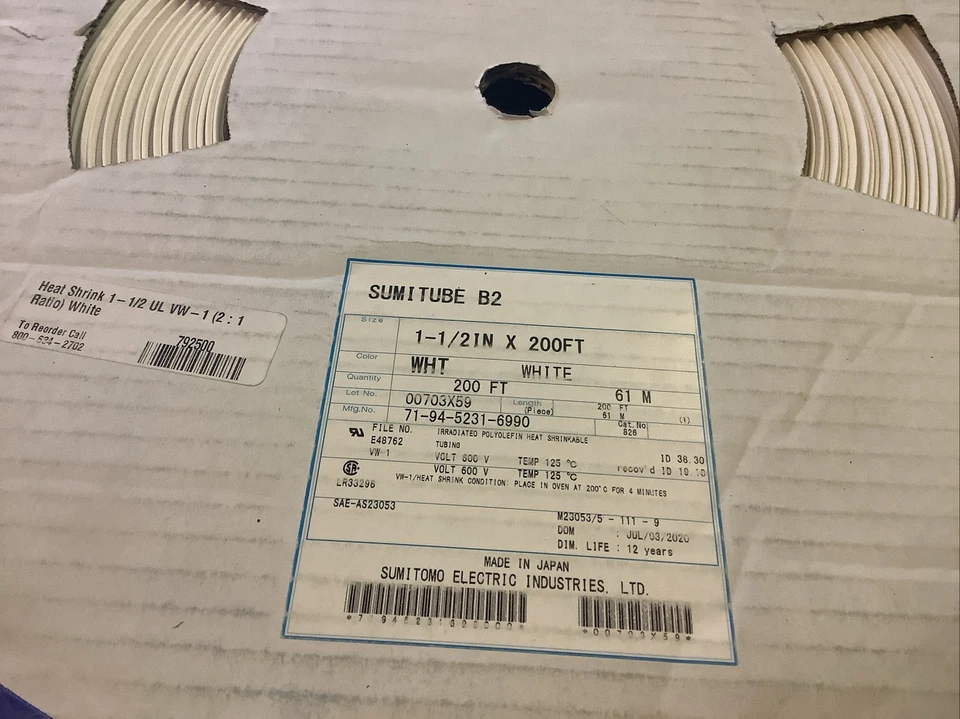 Heat Shrink 1-1/2 UL VW-1 (2:1
Ratio) White
To Reorder Call
800-634-2702
792500
SUMITUBE B2
Size
1-1/2IN X 200FT
Color
WHT WHITE
Quantity
200 FT 61 M
Lot No.
00703X59
Length
(Piece)
200 FT
61 M
(1)
Mfg.No.
71-94-5231-6990
Cat.No.
826
FILE NO.
E48762
VW-1
IRRADIATED POLYOLEFIN HEAT SHRINKABLE
TUBING
VOLT 600 V TEMP 125 °C
ID 38.30
VOLT 600 V TEMP 125 °C
recov'd ID 19.10
LR33296
VW-1/HEAT SHRINK CONDITION: PLACE IN OVEN AT 200°C FOR 4 MINUTES
SAE-AS23053
M23053/5 - 111 - 9
DOM : JUL/03/2020
DIM. LIFE : 12 years
MADE IN JAPAN
SUMITOMO ELECTRIC INDUSTRIES, LTD.